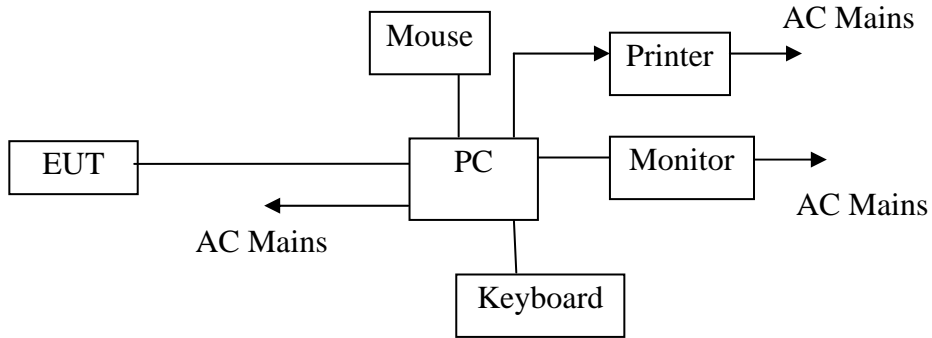 AC Mains
Mouse
Printer
EUT
PC
Monitor
AC Mains
AC Mains
Keyboard